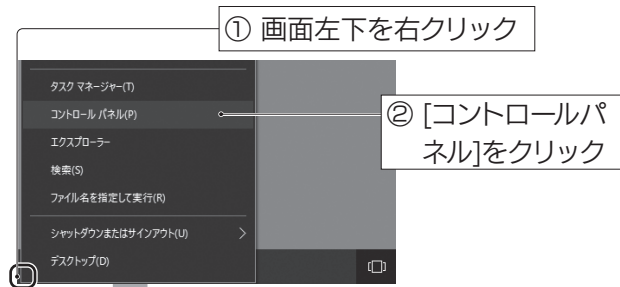 ① 画面左下を右クリック
タスク マネージャー(T)
コントロール パネル(P)
② [コントロールパ
ネル]をクリック
エクスプローラー
検索(S)
ファイル名を指定して実行(R)
シャットダウンまたはサインアウト(U)
デスクトップ(D)